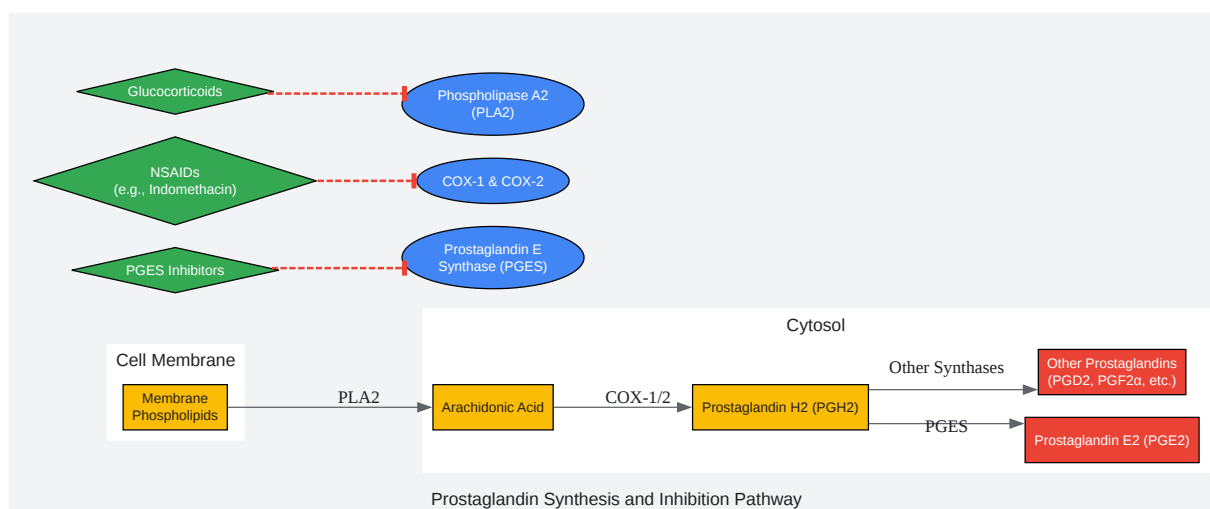 Glucocorticoids
Phospholipase A2
(PLA2)
NSAIDs
(e.g., Indomethacin)
COX-1 & COX-2
PGES Inhibitors
Prostaglandin E
Synthase (PGES)
Cytosol
Cell Membrane
Membrane
Phospholipids
PLA2
Arachidonic Acid
COX-1/2
Prostaglandin H2 (PGH2)
Other Synthases
Other Prostaglandins
(PGD2, PGF2α, etc.)
PGES
Prostaglandin E2 (PGE2)
Prostaglandin Synthesis and Inhibition Pathway